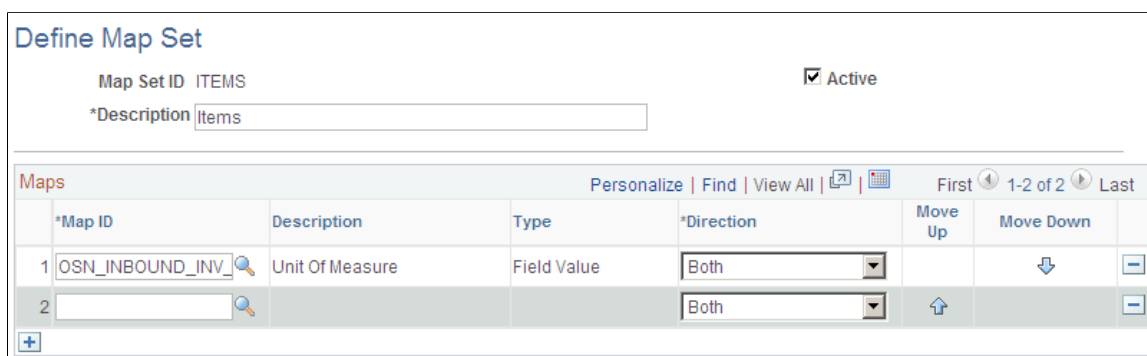 Define Map Set
Map Set ID ITEMS
Active
*Description Items
Maps Personalize | Find | View All | | First 1-2 of 2 Last
*Map ID Description Type *Direction Move Up Move Down
1 OSN_INBOUND_INV_ Unit Of Measure Field Value Both
2 Both